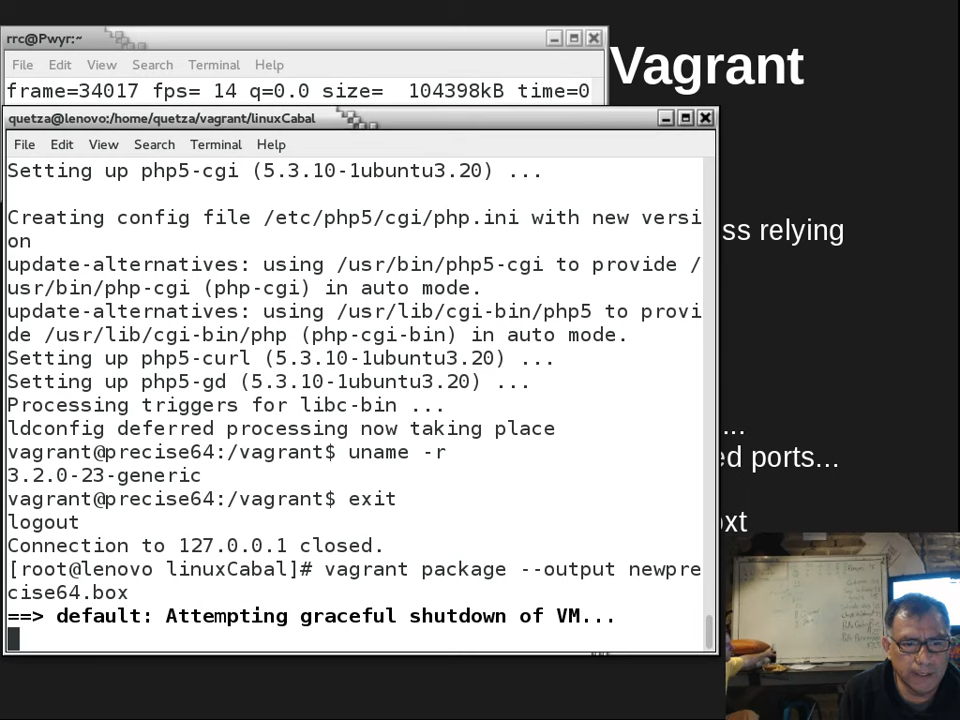 rrc@Pwyr:~
Vagrant
File Edit View Search Terminal Help
frame=34017 fps= 14 q=0.0 size=  104398kB time=0
quetza@lenovo:/home/quetza/vagrant/linuxCabal
File Edit View Search Terminal Help
Setting up php5-cgi (5.3.10-1ubuntu3.20) ...
Creating config file /etc/php5/cgi/php.ini with new versi
on
ss relying
update-alternatives: using /usr/bin/php5-cgi to provide /
usr/bin/php-cgi (php-cgi) in auto mode.
update-alternatives: using /usr/lib/cgi-bin/php5 to provi
de /usr/lib/cgi-bin/php (php-cgi-bin) in auto mode.
Setting up php5-curl (5.3.10-1ubuntu3.20) ...
Setting up php5-gd (5.3.10-1ubuntu3.20) ...
Processing triggers for libc-bin ...
ldconfig deferred processing now taking place
...
vagrant@precise64:/vagrant$ uname -r
ed ports...
3.2.0-23-generic
vagrant@precise64:/vagrant$ exit
logout
oxt
Connection to 127.0.0.1 closed.
[root@lenovo linuxCabal]# vagrant package --output newpre
cise64.box
==> default: Attempting graceful shutdown of VM...